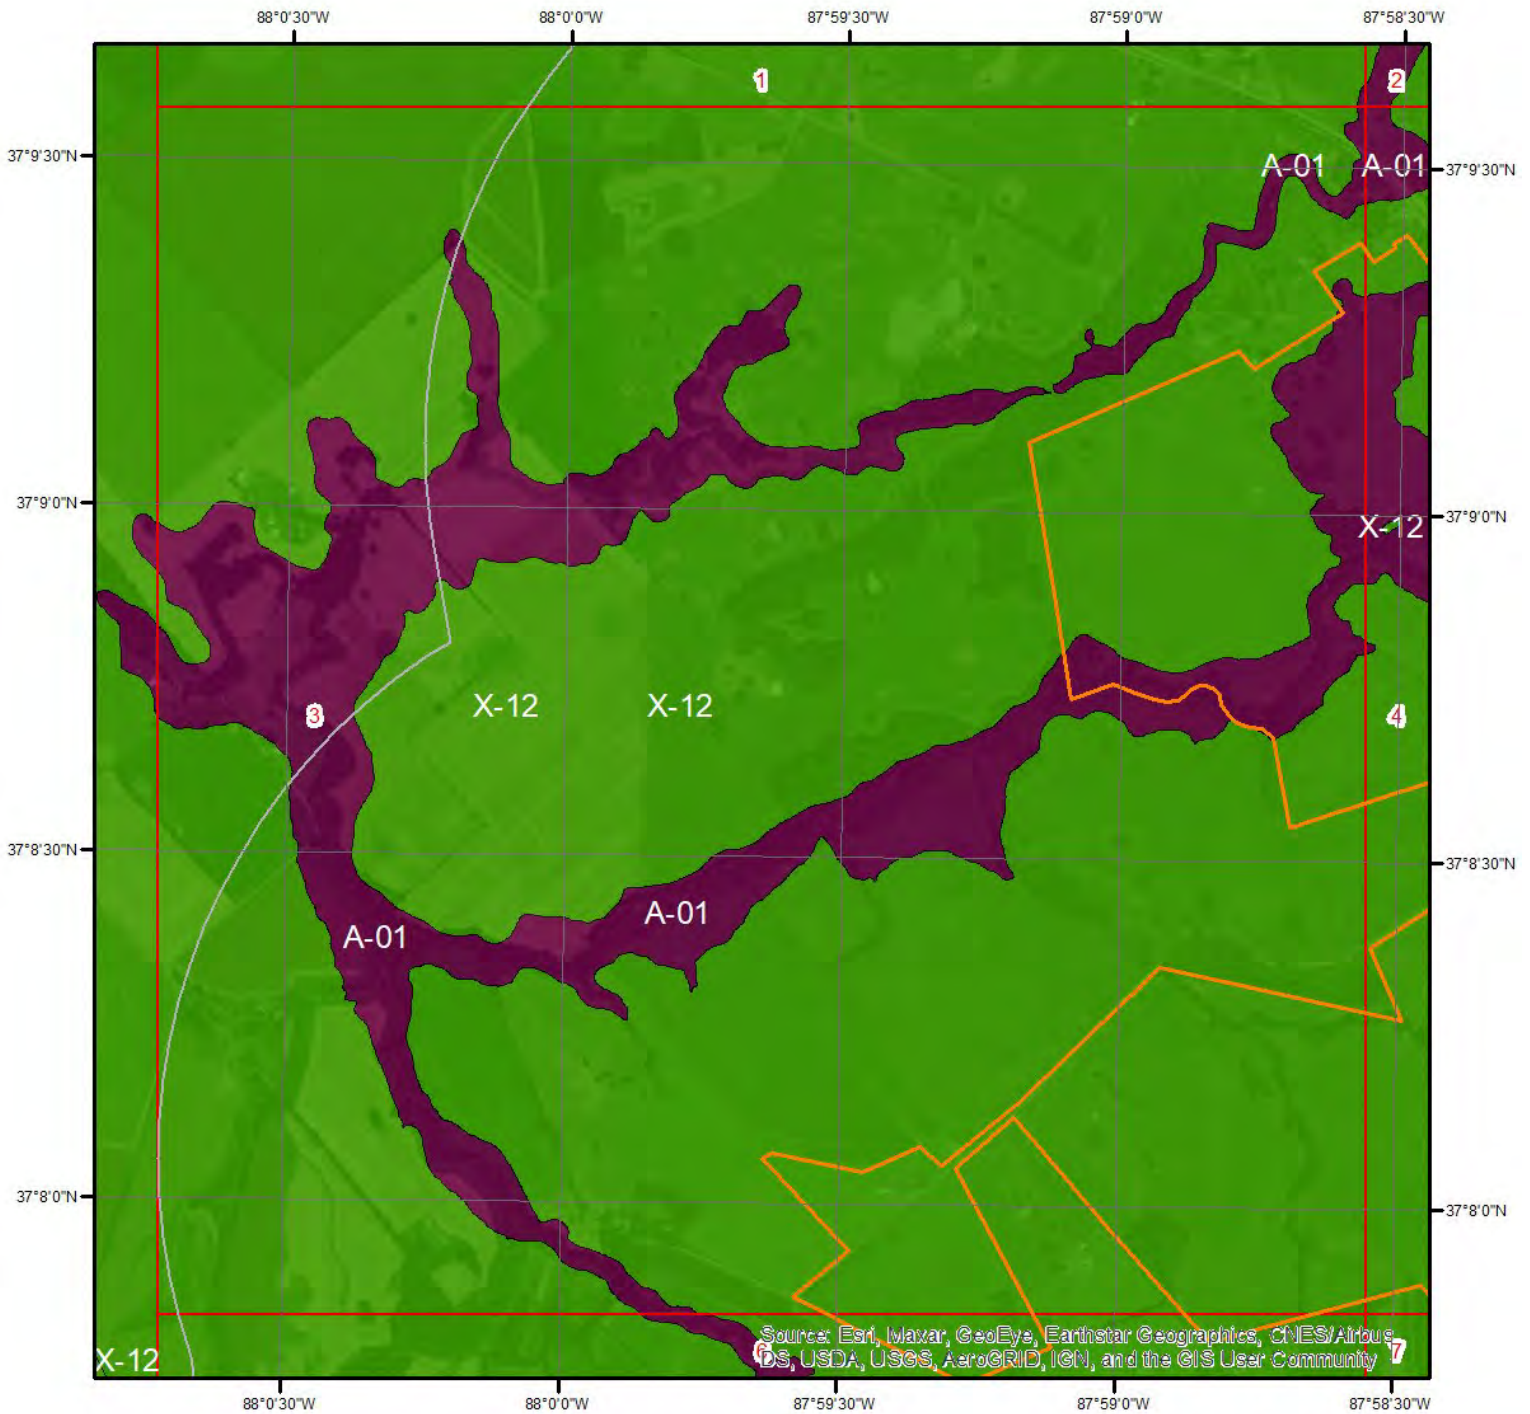 88°0'30"W 88°0'0"W 87°59'30"W 87°59'0"W 87°58'30"W
1 2
37°9'30"N A-01 A-01 37°9'30"N
37°9'0"N X-12 37°9'0"N
3 X-12 X-12 4
37°8'30"N 37°8'30"N
A-01 A-01
37°8'0"N 37°8'0"N
Source: Esri, Maxar, GeoEye, Earthstar Geographics, CNES/Airbus
X-12 6 DS, USDA, USGS, AeroGRID, IGN, and the GIS User Community 7
88°0'30"W 88°0'0"W 87°59'30"W 87°59'0"W 87°58'30"W